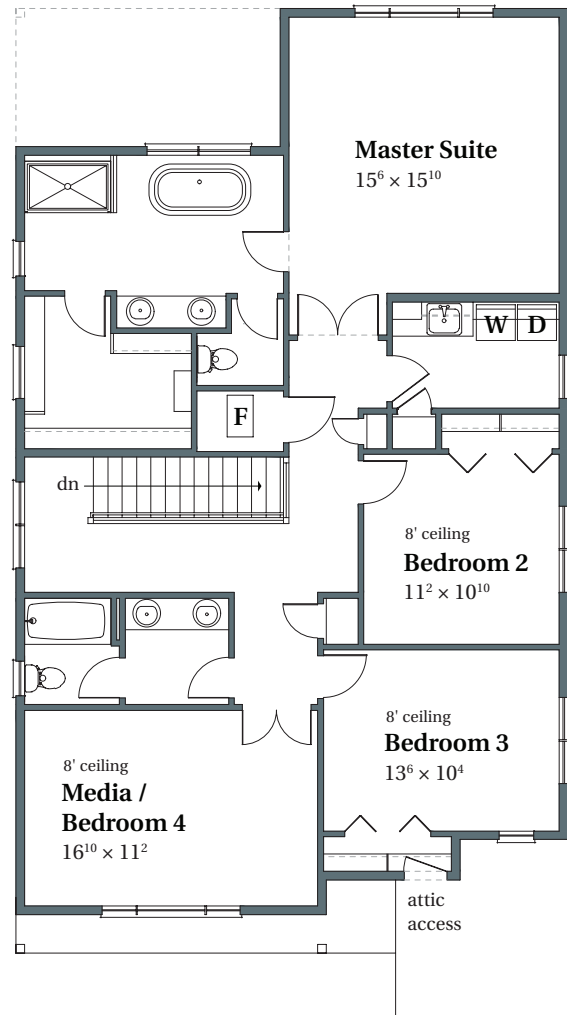 Master Suite
15⁶ × 15¹⁰
W D
F
dn
8' ceiling
Bedroom 2
11² × 10¹⁰
8' ceiling
Bedroom 3
13⁶ × 10⁴
8' ceiling
Media /
Bedroom 4
16¹⁰ × 11²
attic
access